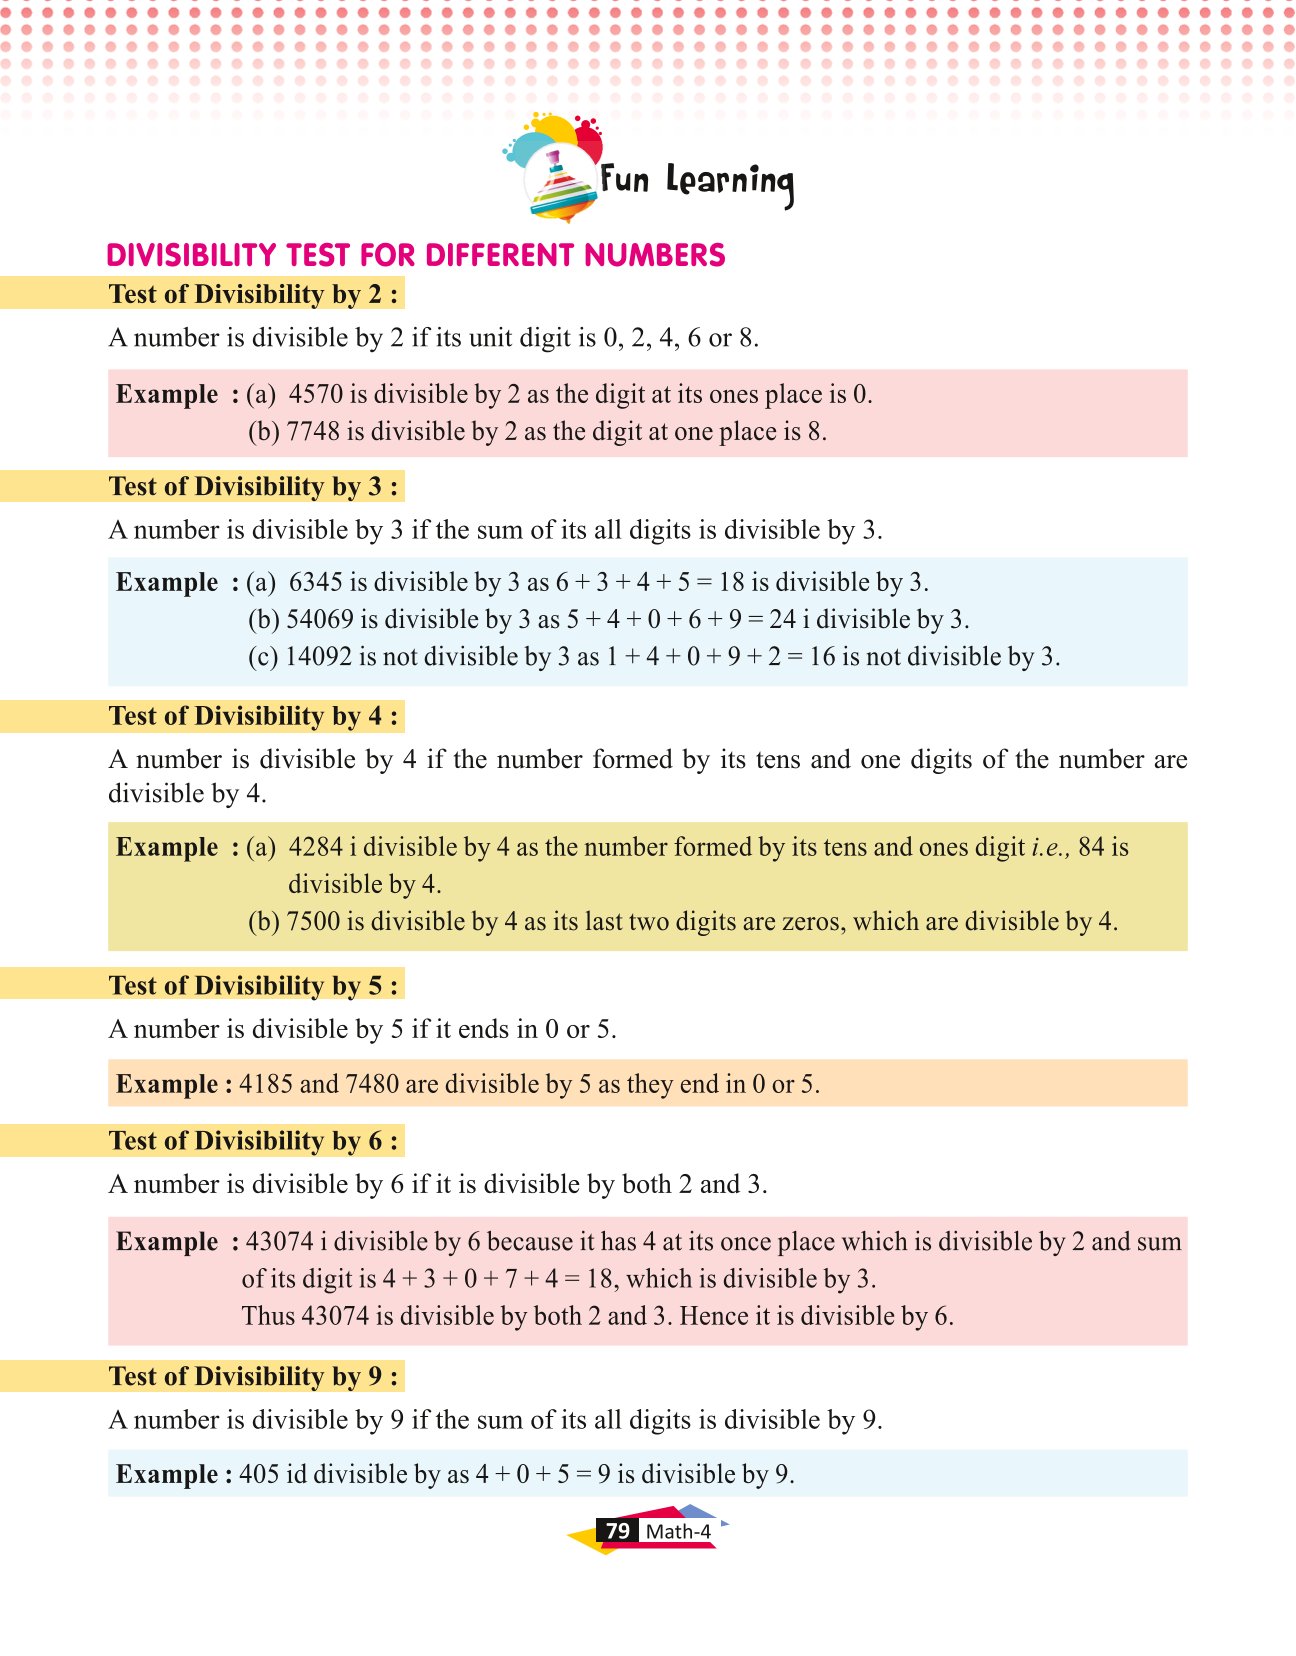 Fun Learning
DIVISIBILITY TEST FOR DIFFERENT NUMBERS
Test of Divisibility by 2 :
A number is divisible by 2 if its unit digit is 0, 2, 4, 6 or 8.
Example : (a) 4570 is divisible by 2 as the digit at its ones place is 0.
(b) 7748 is divisible by 2 as the digit at one place is 8.
Test of Divisibility by 3 :
A number is divisible by 3 if the sum of its all digits is divisible by 3.
Example : (a) 6345 is divisible by 3 as 6 + 3 + 4 + 5 = 18 is divisible by 3.
(b) 54069 is divisible by 3 as 5 + 4 + 0 + 6 + 9 = 24 i divisible by 3.
(c) 14092 is not divisible by 3 as 1 + 4 + 0 + 9 + 2 = 16 is not divisible by 3.
Test of Divisibility by 4 :
A number is divisible by 4 if the number formed by its tens and one digits of the number are
divisible by 4.
Example : (a) 4284 i divisible by 4 as the number formed by its tens and ones digit i.e., 84 is
divisible by 4.
(b) 7500 is divisible by 4 as its last two digits are zeros, which are divisible by 4.
Test of Divisibility by 5 :
A number is divisible by 5 if it ends in 0 or 5.
Example : 4185 and 7480 are divisible by 5 as they end in 0 or 5.
Test of Divisibility by 6 :
A number is divisible by 6 if it is divisible by both 2 and 3.
Example : 43074 i divisible by 6 because it has 4 at its once place which is divisible by 2 and sum
of its digit is 4 + 3 + 0 + 7 + 4 = 18, which is divisible by 3.
Thus 43074 is divisible by both 2 and 3. Hence it is divisible by 6.
Test of Divisibility by 9 :
A number is divisible by 9 if the sum of its all digits is divisible by 9.
Example : 405 id divisible by as 4 + 0 + 5 = 9 is divisible by 9.
79 Math-4